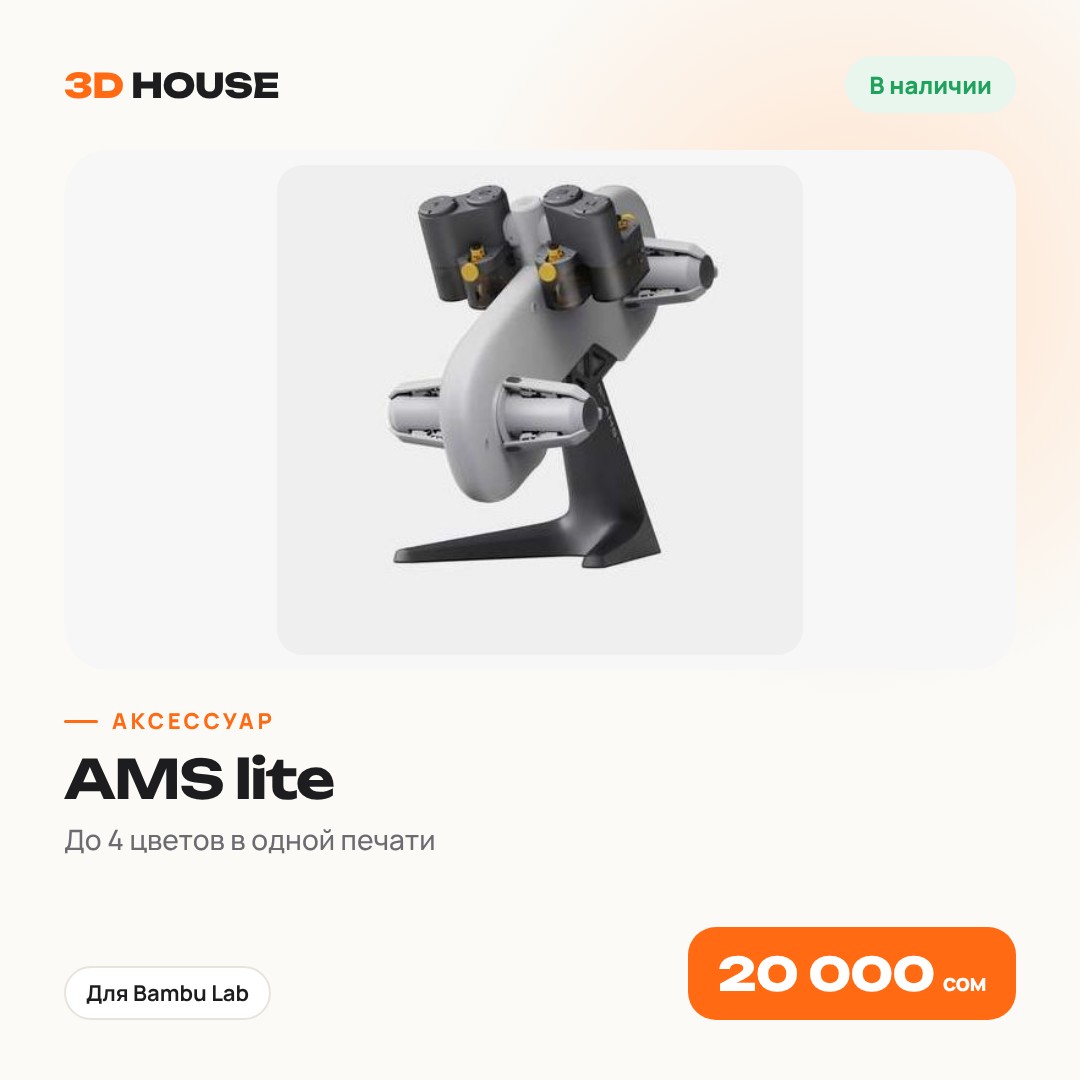 3D HOUSE
В наличии
АКСЕССУАР
AMS lite
До 4 цветов в одной печати
Для Bambu Lab
20 000 сом